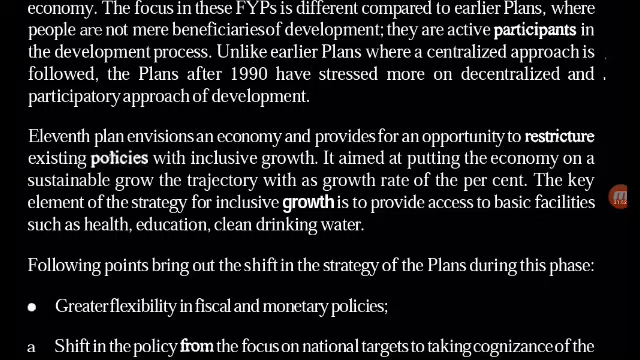 economy. The focus in these FYPs is different compared to earlier Plans, where
people are not mere beneficiaries of development; they are active participants in
the development process. Unlike earlier Plans where a centralized approach is
followed, the Plans after 1990 have stressed more on decentralized and
participatory approach of development.
Eleventh plan envisions an economy and provides for an opportunity to restricture
existing policies with inclusive growth. It aimed at putting the economy on a
sustainable grow the trajectory with as growth rate of the per cent. The key
element of the strategy for inclusive growth is to provide access to basic facilities
such as health, education, clean drinking water.
Following points bring out the shift in the strategy of the Plans during this phase:
● Greater flexibility in fiscal and monetary policies;
a Shift in the policy from the focus on national targets to taking cognizance of the